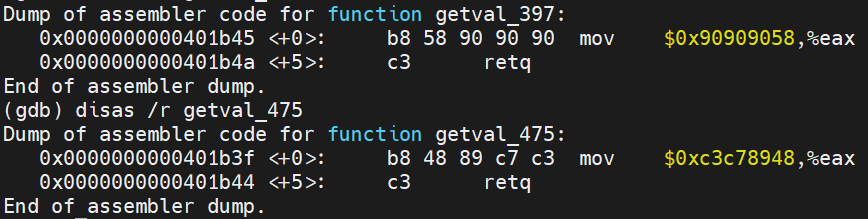 Dump of assembler code for function getval_397:
   0x0000000000401b45 <+0>:     b8 58 90 90 90  mov    $0x90909058,%eax
   0x0000000000401b4a <+5>:     c3      retq
End of assembler dump.
(gdb) disas /r getval_475
Dump of assembler code for function getval_475:
   0x0000000000401b3f <+0>:     b8 48 89 c7 c3  mov    $0xc3c78948,%eax
   0x0000000000401b44 <+5>:     c3      retq
End of assembler dump.